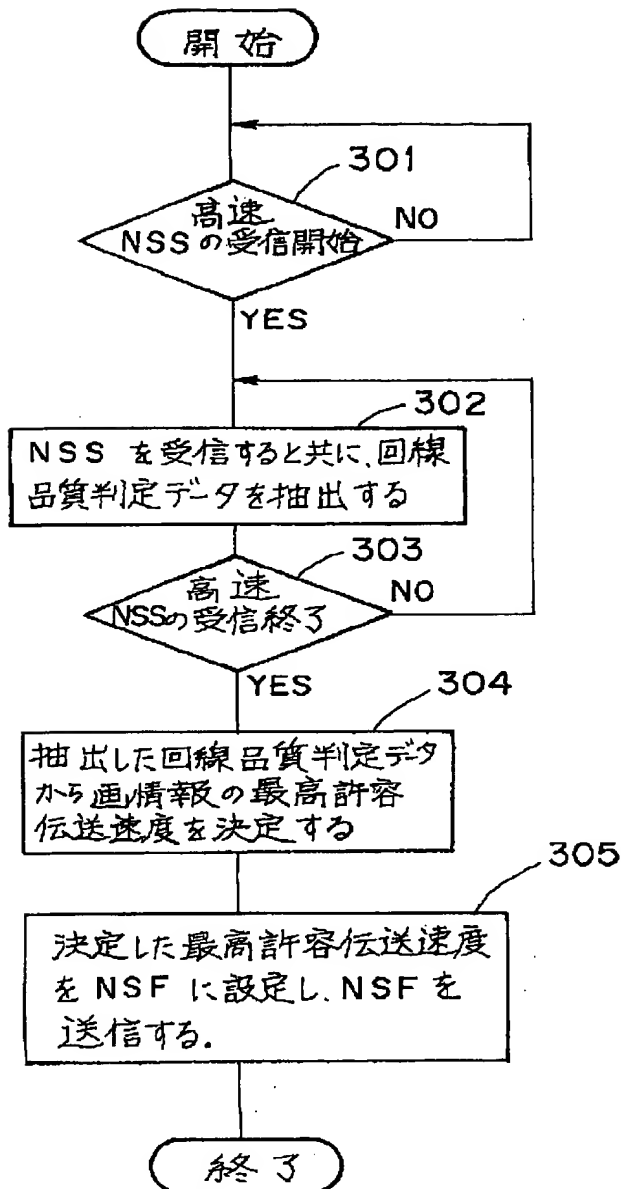 開始
301
高速
NSSの受信開始
NO
YES
302
NSS を受信すると共に、回線
品質判定データを抽出する
303
高速
NSSの受信終了
NO
YES
304
抽出した回線品質判定データ
から画情報の最高許容
伝送速度を決定する
305
決定した最高許容伝送速度
を NSF に設定し、NSF を
送信する.
終了